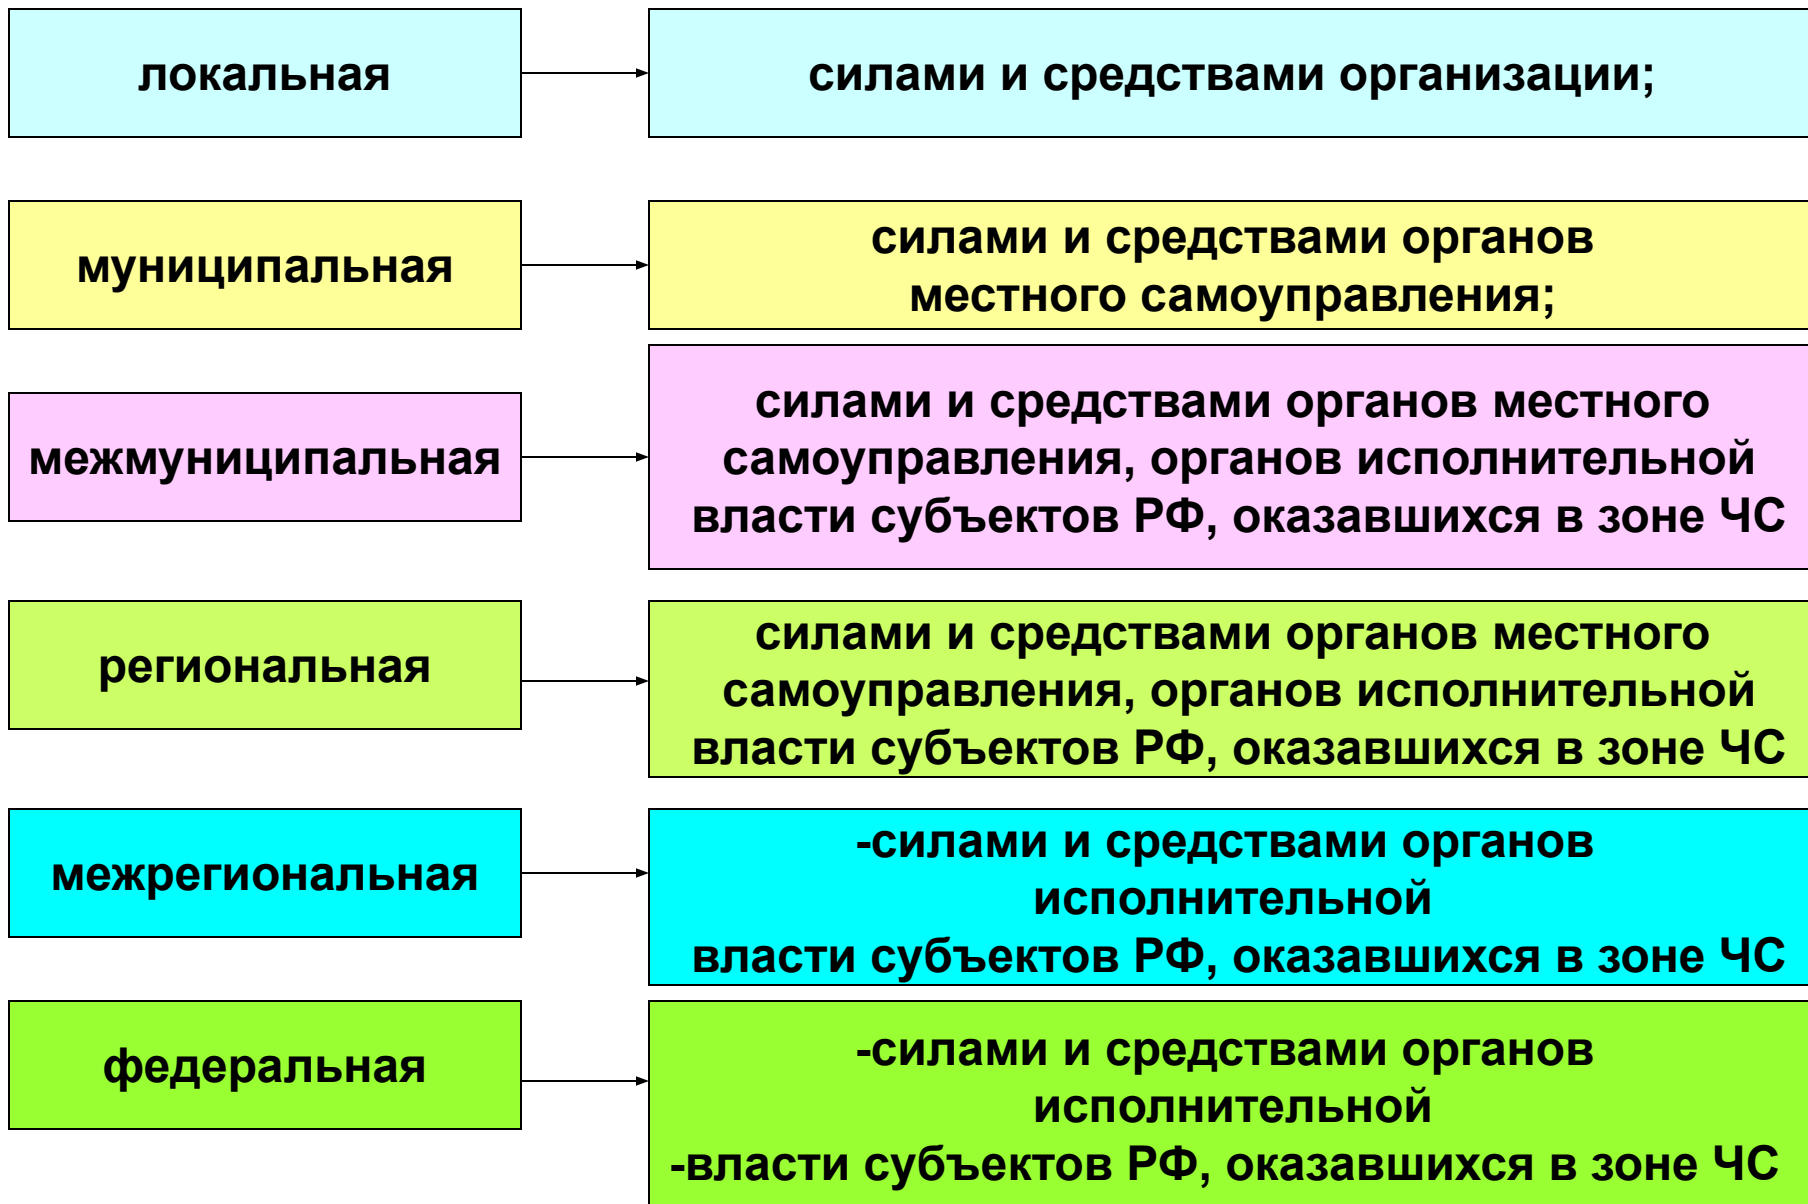 локальная
силами и средствами организации;
муниципальная
силами и средствами органов
местного самоуправления;
межмуниципальная
силами и средствами органов местного
самоуправления, органов исполнительной
власти субъектов РФ, оказавшихся в зоне ЧС
региональная
силами и средствами органов местного
самоуправления, органов исполнительной
власти субъектов РФ, оказавшихся в зоне ЧС
межрегиональная
-силами и средствами органов
исполнительной
власти субъектов РФ, оказавшихся в зоне ЧС
федеральная
-силами и средствами органов
исполнительной
-власти субъектов РФ, оказавшихся в зоне ЧС